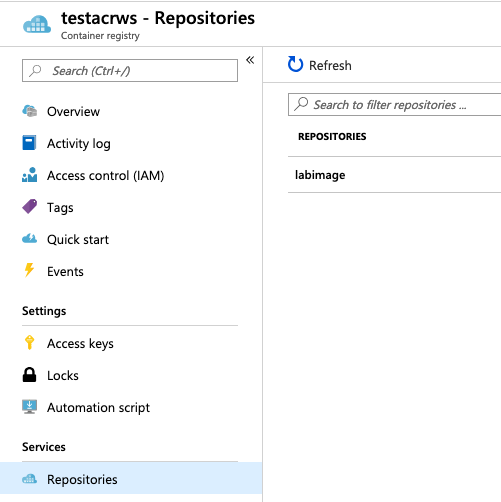 testacrws - Repositories
Container registry
Search (Ctrl+/)
«
Overview
Activity log
Access control (IAM)
Tags
Quick start
Events
Settings
Access keys
Locks
Automation script
Services
Repositories
Refresh
Search to filter repositories ...
REPOSITORIES
labimage